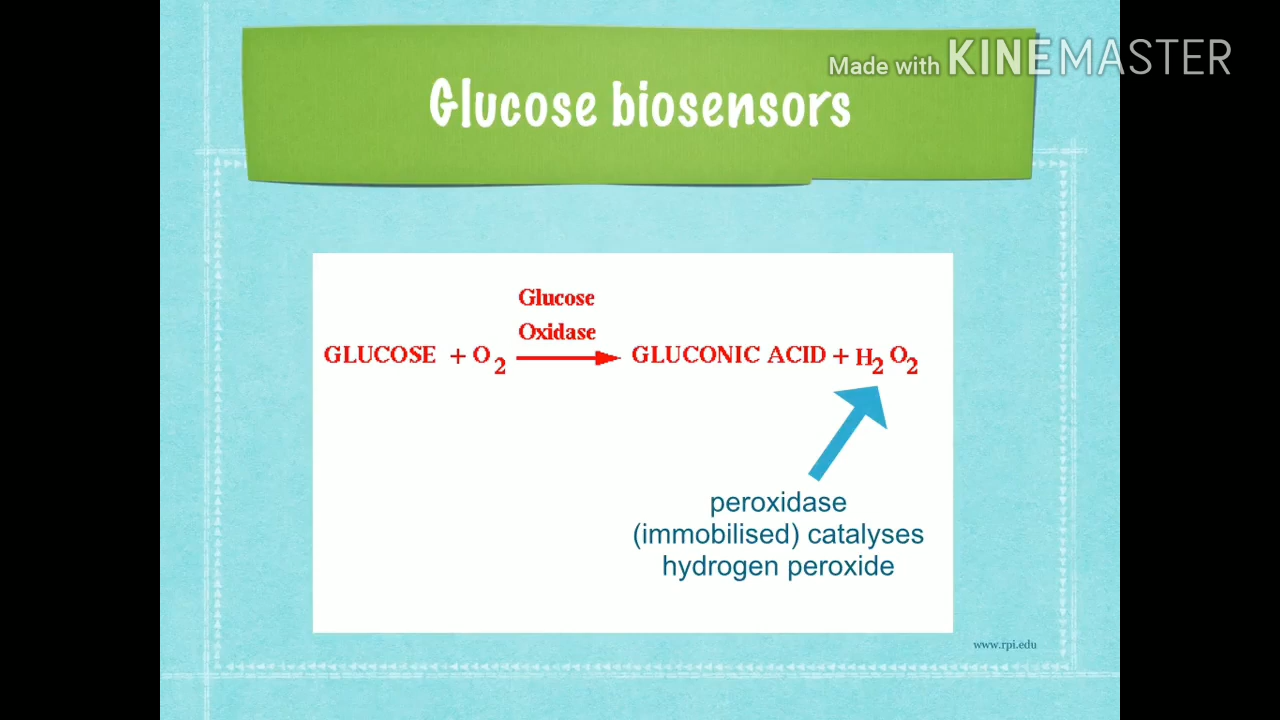 Made with KINEMASTER
Glucose biosensors
Glucose
Oxidase
GLUCOSE + O2 GLUCONIC ACID + H2O2
peroxidase
(immobilised) catalyses
hydrogen peroxide
www.rpi.edu